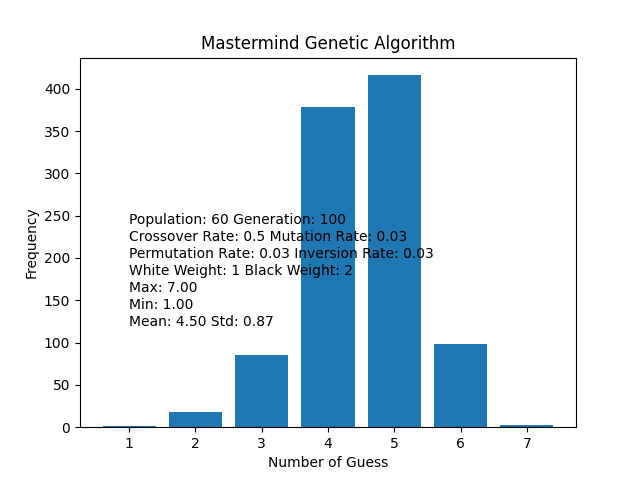 Mastermind Genetic Algorithm
Frequency
400
350
300
250
200
150
100
50
0
Population: 60 Generation: 100
Crossover Rate: 0.5 Mutation Rate: 0.03
Permutation Rate: 0.03 Inversion Rate: 0.03
White Weight: 1 Black Weight: 2
Max: 7.00
Min: 1.00
Mean: 4.50 Std: 0.87
1 2 3 4 5 6 7
Number of Guess